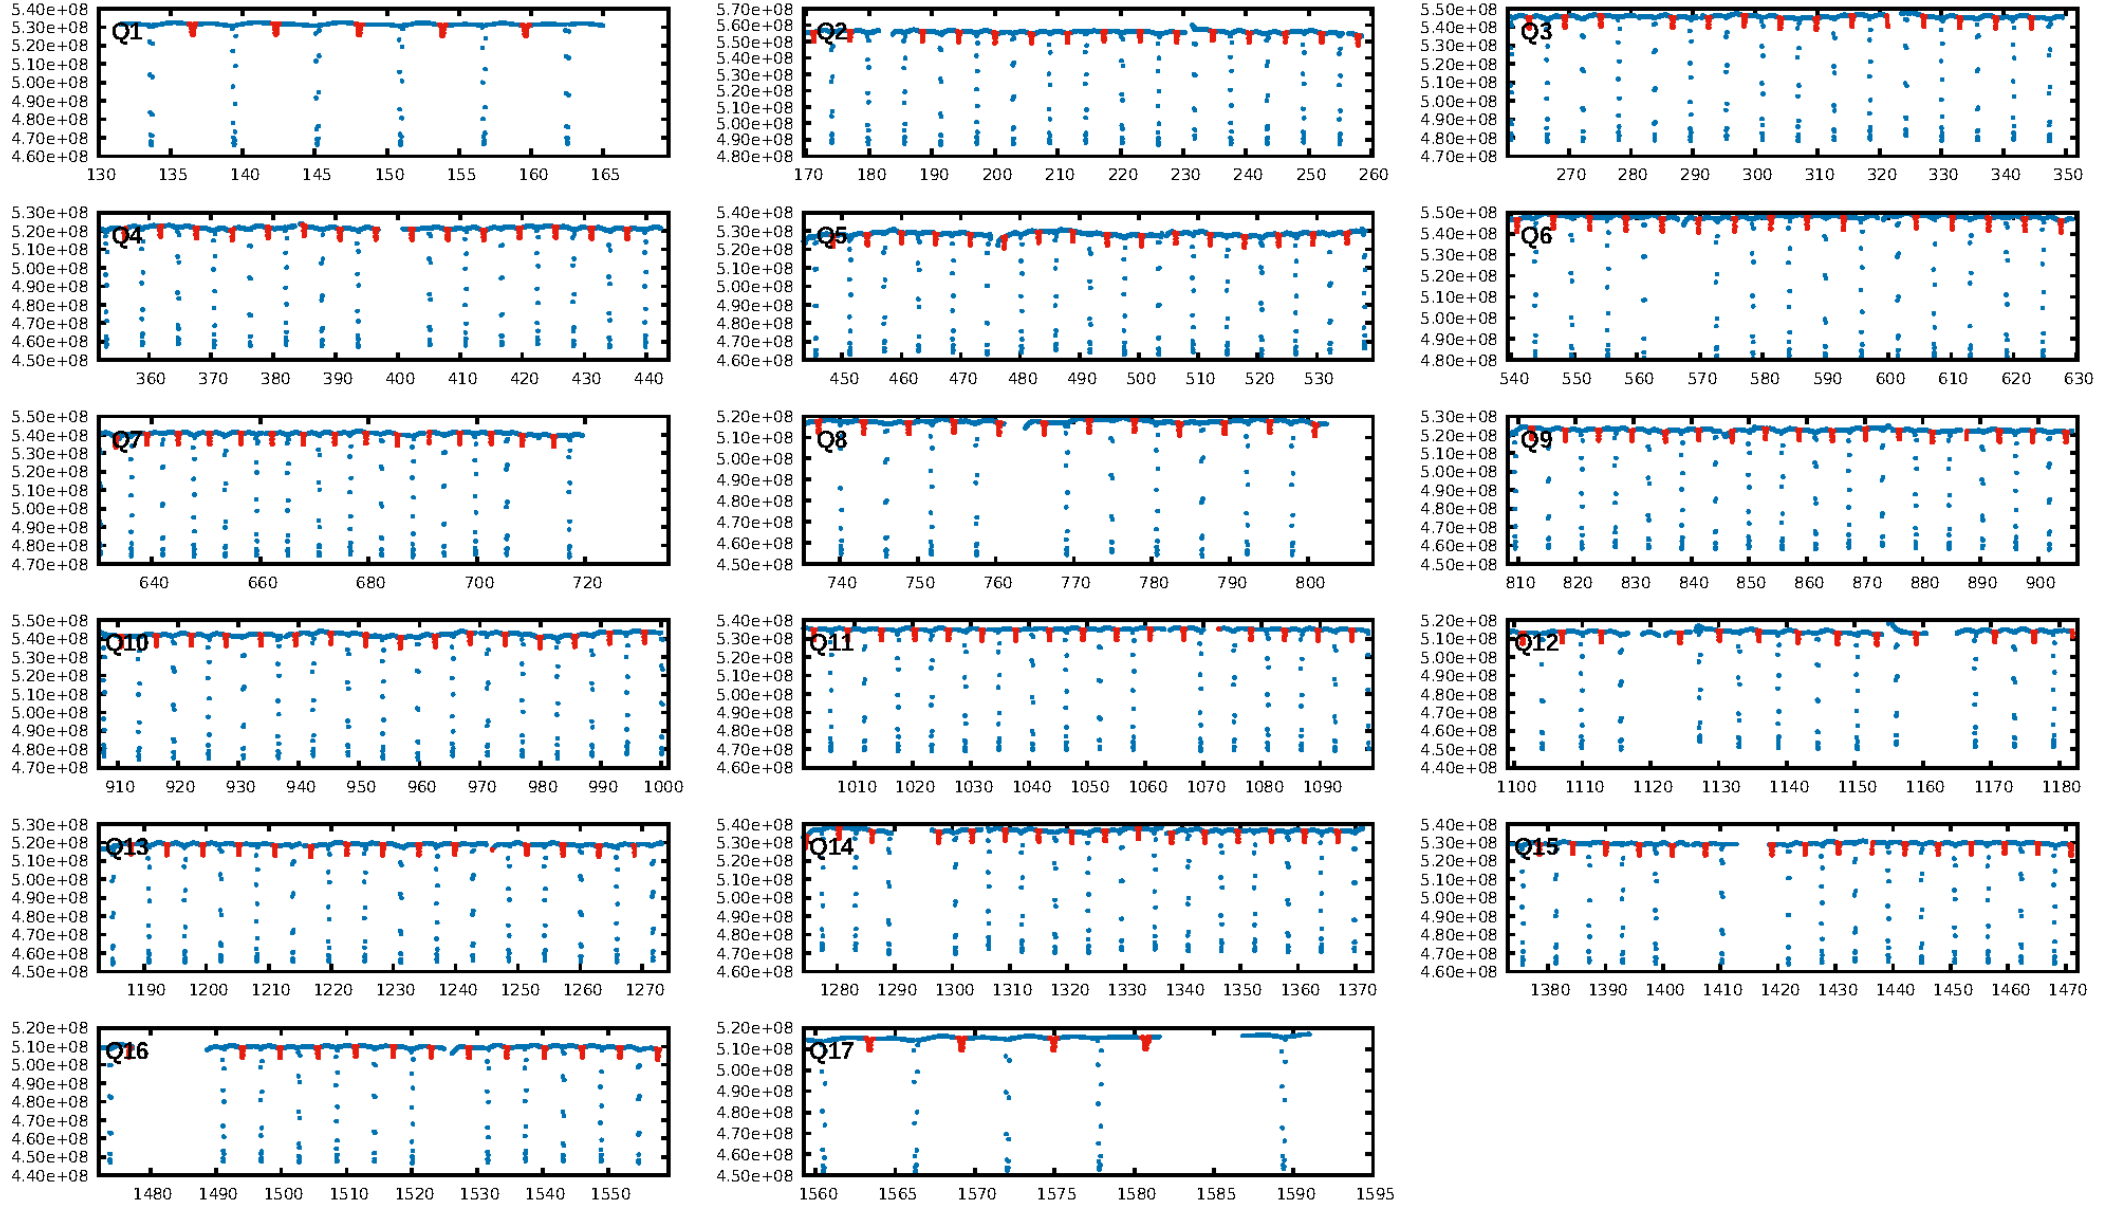 5.40e+08
5.30e+08
5.20e+08
5.10e+08
5.00e+08
4.90e+08
4.80e+08
4.70e+08
4.60e+08
Q1
130 135 140 145 150 155 160 165
5.70e+08
5.60e+08
5.50e+08
5.40e+08
5.30e+08
5.20e+08
5.10e+08
5.00e+08
4.90e+08
4.80e+08
Q2
170 180 190 200 210 220 230 240 250 260
5.50e+08
5.40e+08
5.30e+08
5.20e+08
5.10e+08
5.00e+08
4.90e+08
4.80e+08
4.70e+08
Q3
270 280 290 300 310 320 330 340 350
5.30e+08
5.20e+08
5.10e+08
5.00e+08
4.90e+08
4.80e+08
4.70e+08
4.60e+08
4.50e+08
Q4
360 370 380 390 400 410 420 430 440
5.40e+08
5.30e+08
5.20e+08
5.10e+08
5.00e+08
4.90e+08
4.80e+08
4.70e+08
4.60e+08
Q5
450 460 470 480 490 500 510 520 530
5.50e+08
5.40e+08
5.30e+08
5.20e+08
5.10e+08
5.00e+08
4.90e+08
4.80e+08
Q6
540 550 560 570 580 590 600 610 620 630
5.50e+08
5.40e+08
5.30e+08
5.20e+08
5.10e+08
5.00e+08
4.90e+08
4.80e+08
4.70e+08
Q7
640 660 680 700 720
5.20e+08
5.10e+08
5.00e+08
4.90e+08
4.80e+08
4.70e+08
4.60e+08
4.50e+08
Q8
740 750 760 770 780 790 800
5.30e+08
5.20e+08
5.10e+08
5.00e+08
4.90e+08
4.80e+08
4.70e+08
4.60e+08
4.50e+08
Q9
810 820 830 840 850 860 870 880 890 900
5.50e+08
5.40e+08
5.30e+08
5.20e+08
5.10e+08
5.00e+08
4.90e+08
4.80e+08
4.70e+08
Q10
910 920 930 940 950 960 970 980 990 1000
5.40e+08
5.30e+08
5.20e+08
5.10e+08
5.00e+08
4.90e+08
4.80e+08
4.70e+08
4.60e+08
Q11
1010 1020 1030 1040 1050 1060 1070 1080 1090
5.20e+08
5.10e+08
5.00e+08
4.90e+08
4.80e+08
4.70e+08
4.60e+08
4.50e+08
4.40e+08
Q12
1100 1110 1120 1130 1140 1150 1160 1170 1180
5.30e+08
5.20e+08
5.10e+08
5.00e+08
4.90e+08
4.80e+08
4.70e+08
4.60e+08
4.50e+08
Q13
1190 1200 1210 1220 1230 1240 1250 1260 1270
5.40e+08
5.30e+08
5.20e+08
5.10e+08
5.00e+08
4.90e+08
4.80e+08
4.70e+08
4.60e+08
Q14
1280 1290 1300 1310 1320 1330 1340 1350 1360 1370
5.40e+08
5.30e+08
5.20e+08
5.10e+08
5.00e+08
4.90e+08
4.80e+08
4.70e+08
4.60e+08
Q15
1380 1390 1400 1410 1420 1430 1440 1450 1460 1470
5.20e+08
5.10e+08
5.00e+08
4.90e+08
4.80e+08
4.70e+08
4.60e+08
4.50e+08
4.40e+08
Q16
1480 1490 1500 1510 1520 1530 1540 1550
5.20e+08
5.10e+08
5.00e+08
4.90e+08
4.80e+08
4.70e+08
4.60e+08
4.50e+08
Q17
1560 1565 1570 1575 1580 1585 1590 1595